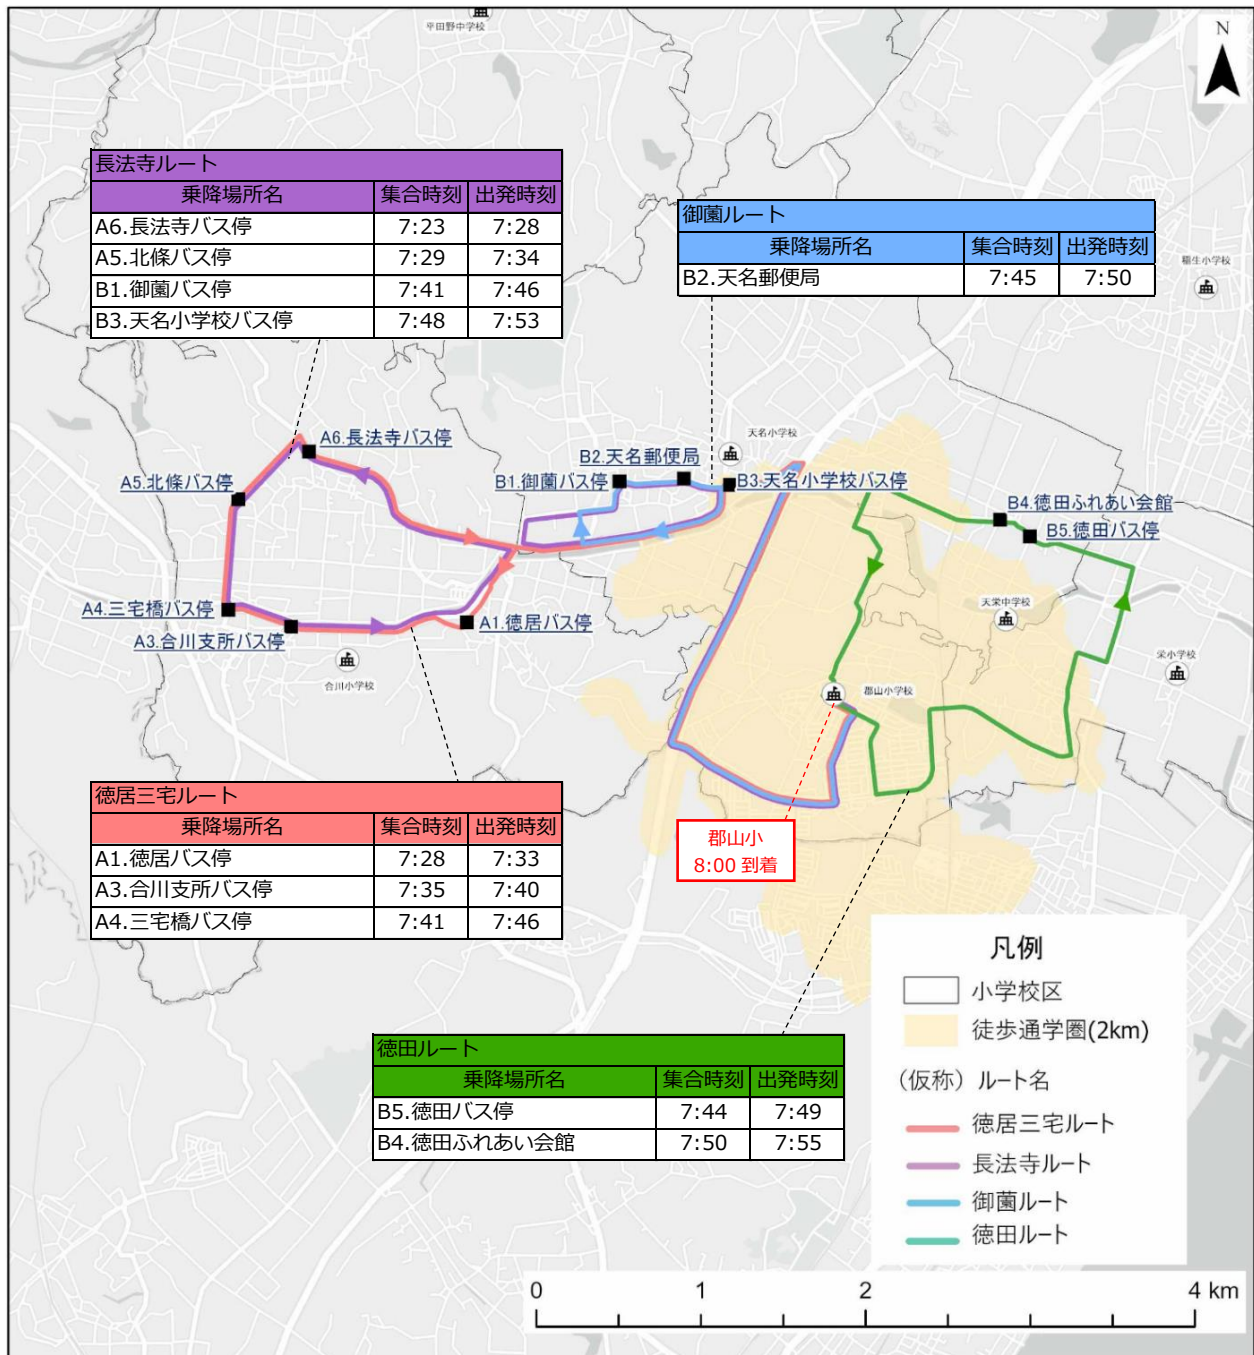 平田野中学校
N
長法寺ルート
乗降場所名 集合時刻 出発時刻
A6.長法寺バス停 7:23 7:28
A5.北條バス停 7:29 7:34
B1.御薗バス停 7:41 7:46
B3.天名小学校バス停 7:48 7:53
御薗ルート
乗降場所名 集合時刻 出発時刻
B2.天名郵便局 7:45 7:50
稲生小学校
天名小学校
A6.長法寺バス停
B2.天名郵便局
A5.北條バス停
B1.御薗バス停
B3.天名小学校バス停
B4.徳田ふれあい会館
B5.徳田バス停
天栄中学校
A4.三宅橋バス停
A1.徳居バス停
A3.合川支所バス停
栄小学校
合川小学校
郡山小学校
徳居三宅ルート
乗降場所名 集合時刻 出発時刻
A1.徳居バス停 7:28 7:33
A3.合川支所バス停 7:35 7:40
A4.三宅橋バス停 7:41 7:46
郡山小
8:00 到着
徳田ルート
乗降場所名 集合時刻 出発時刻
B5.徳田バス停 7:44 7:49
B4.徳田ふれあい会館 7:50 7:55
凡例
小学校区
徒歩通学圏(2km)
(仮称) ルート名
徳居三宅ルート
長法寺ルート
御薗ルート
徳田ルート
0 1 2 4 km